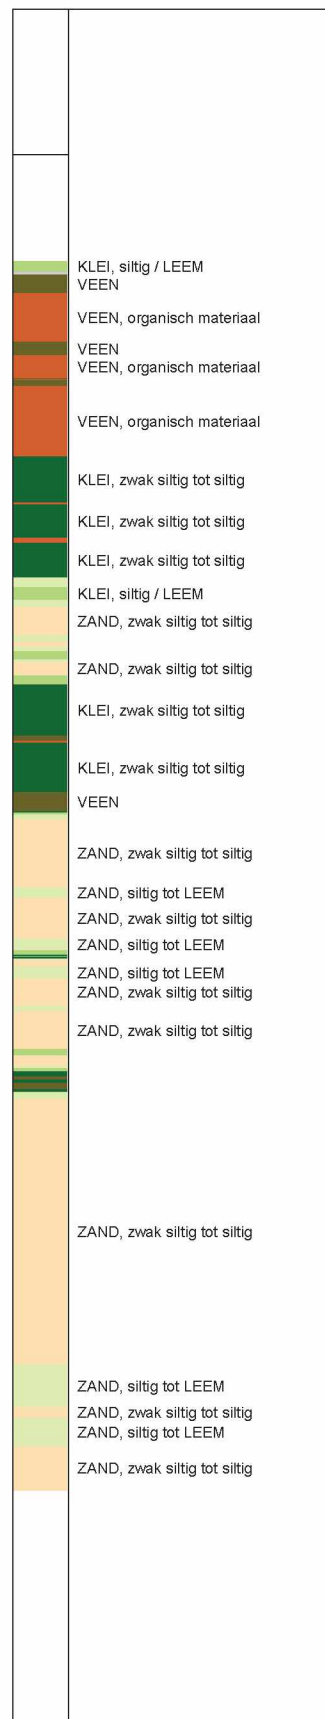 KLEI, siltig / LEEM
VEEN
VEEN, organisch materiaal
VEEN
VEEN, organisch materiaal
VEEN, organisch materiaal
KLEI, zwak siltig tot siltig
KLEI, zwak siltig tot siltig
KLEI, zwak siltig tot siltig
KLEI, siltig / LEEM
ZAND, zwak siltig tot siltig
ZAND, zwak siltig tot siltig
KLEI, zwak siltig tot siltig
KLEI, zwak siltig tot siltig
VEEN
ZAND, zwak siltig tot siltig
ZAND, siltig tot LEEM
ZAND, zwak siltig tot siltig
ZAND, siltig tot LEEM
ZAND, siltig tot LEEM
ZAND, zwak siltig tot siltig
ZAND, zwak siltig tot siltig
ZAND, zwak siltig tot siltig
ZAND, siltig tot LEEM
ZAND, zwak siltig tot siltig
ZAND, siltig tot LEEM
ZAND, zwak siltig tot siltig